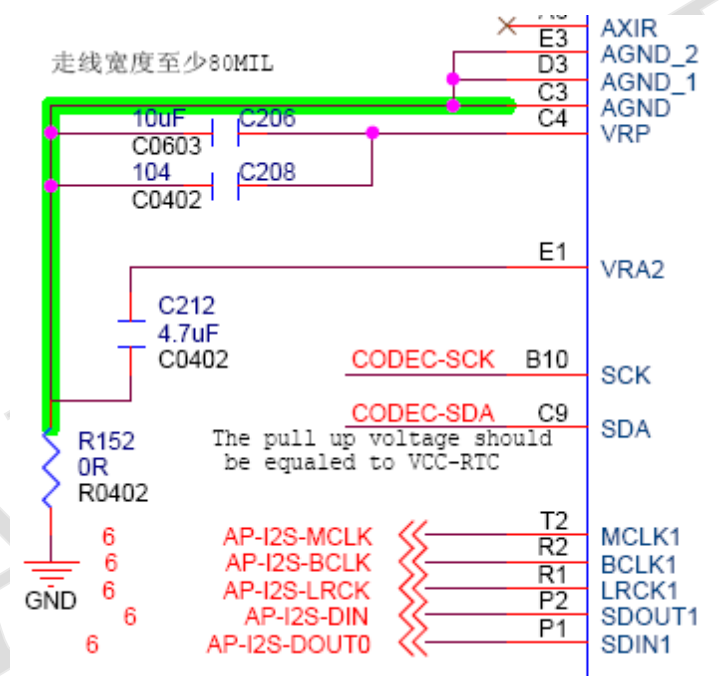 AXIR
E3
AGND_2
走线宽度至少80MIL
D3
AGND_1
C3
AGND
10uF
C206
C4
VRP
C0603
104
C208
C0402
E1
VRA2
C212
4.7uF
C0402
CODEC-SCK
B10
SCK
CODEC-SDA
C9
SDA
R152
The pull up voltage should
0R
be equaled to VCC-RTC
R0402
6
AP-I2S-MCLK
T2
MCLK1
6
AP-I2S-BCLK
R2
BCLK1
GND
6
AP-I2S-LRCK
R1
LRCK1
6
AP-I2S-DIN
P2
SDOUT1
6
AP-I2S-DOUT0
P1
SDIN1